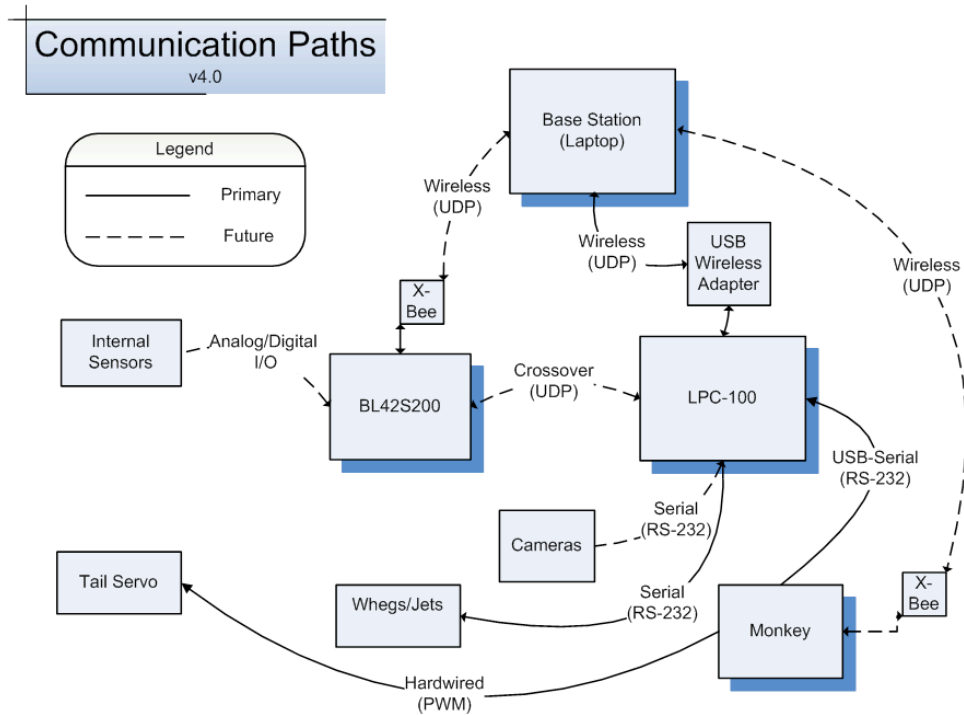 Communication Paths
v4.0
Legend
Primary
Future
Base Station
(Laptop)
Wireless
(UDP)
Wireless
(UDP)
USB
Wireless
Adapter
Wireless
(UDP)
X-
Bee
Internal
Sensors
Analog/Digital
I/O
BL42S200
Crossover
(UDP)
LPC-100
USB-Serial
(RS-232)
Cameras
Serial
(RS-232)
Tail Servo
Whegs/Jets
Serial
(RS-232)
Monkey
X-
Bee
Hardwired
(PWM)